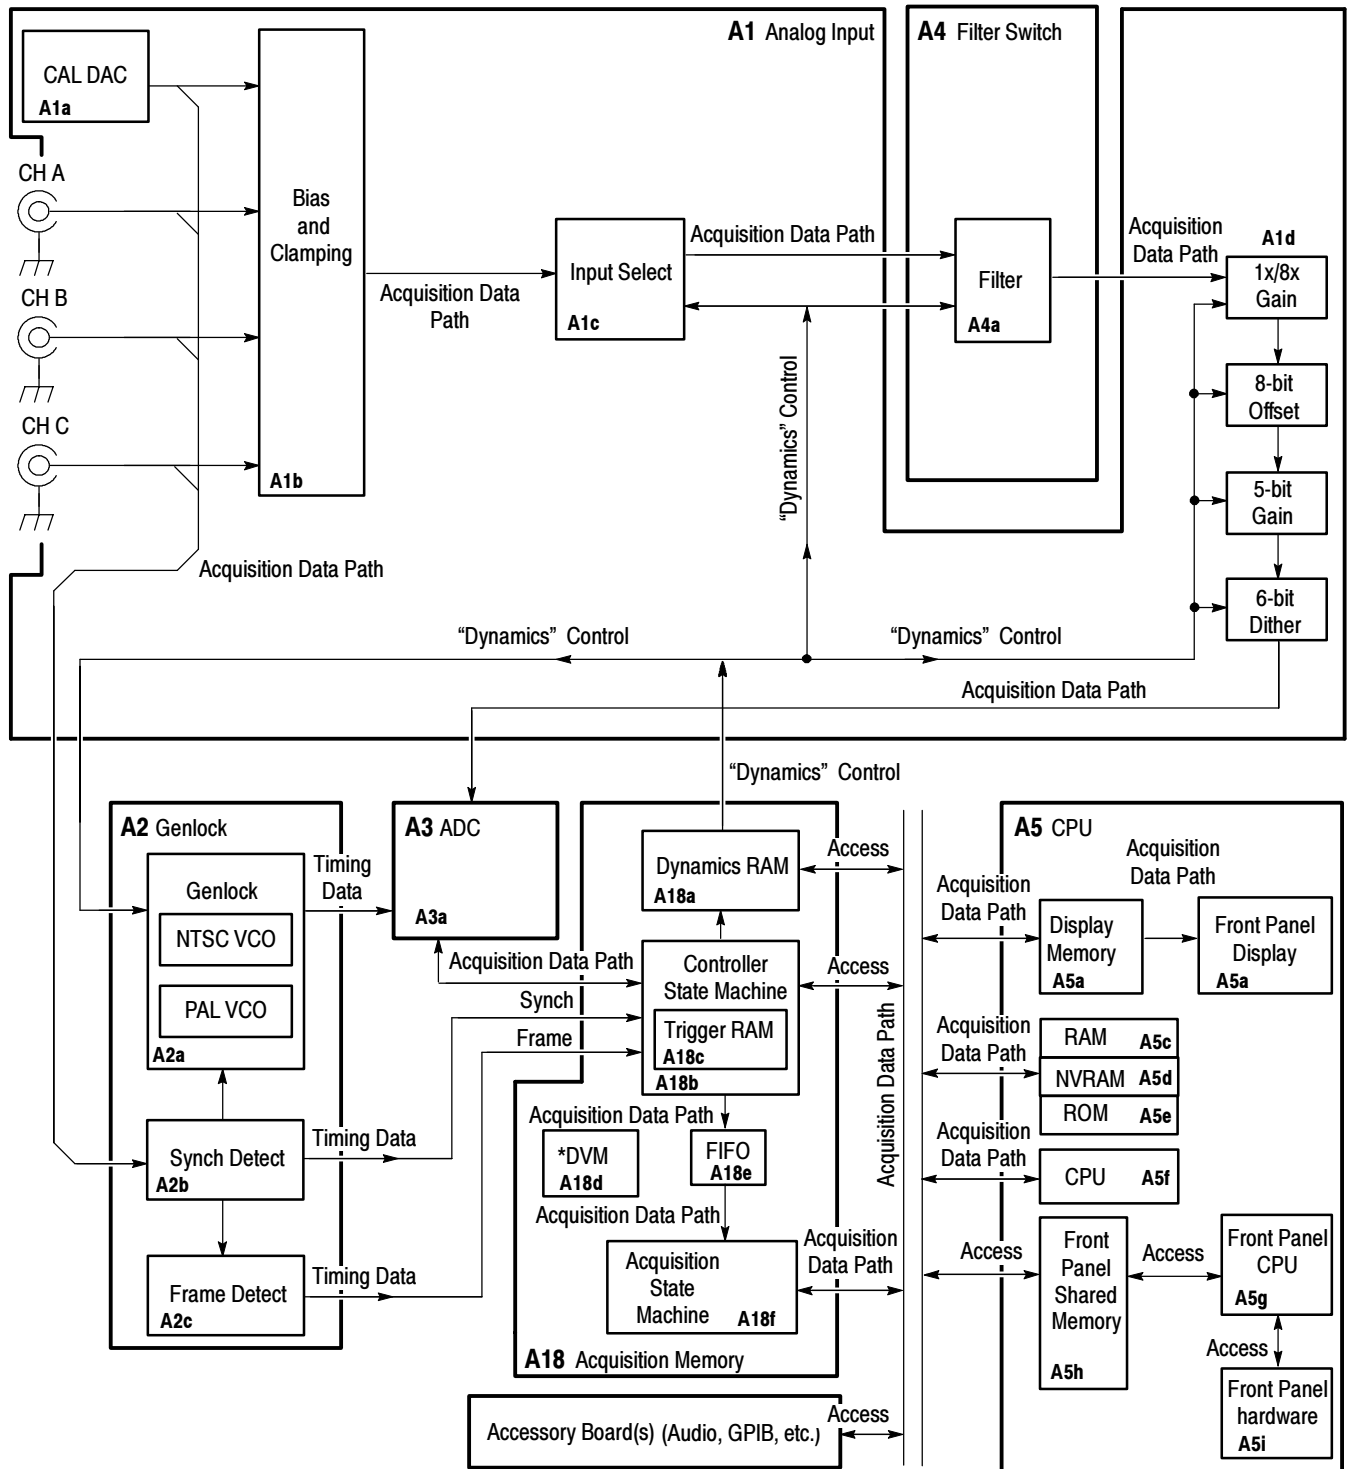 A1 Analog Input
A4 Filter Switch
CAL DAC
A1a
CH A
CH B
CH C
Bias
and
Clamping
A1b
Acquisition Data
Path
Input Select
A1c
Acquisition Data Path
Filter
A4a
Acquisition
Data Path
A1d
1x/8x
Gain
8-bit
Offset
5-bit
Gain
6-bit
Dither
“Dynamics” Control
Acquisition Data Path
“Dynamics” Control
“Dynamics” Control
Acquisition Data Path
“Dynamics” Control
A2 Genlock
Genlock
NTSC VCO
PAL VCO
A2a
Synch Detect
A2b
Frame Detect
A2c
Timing
Data
Timing Data
Timing Data
A3 ADC
A3a
Acquisition Data Path
Synch
Frame
Dynamics RAM
A18a
Controller
State Machine
Trigger RAM
A18c
A18b
Acquisition Data Path
*DVM
A18d
FIFO
A18e
Acquisition Data Path
Acquisition
State
Machine
A18f
A18 Acquisition Memory
Access
Access
Acquisition
Data Path
Acquisition Data Path
Accessory Board(s) (Audio, GPIB, etc.)
Access
A5 CPU
Acquisition
Data Path
Acquisition
Data Path
Display
Memory
A5a
Front Panel
Display
A5a
Acquisition
Data Path
RAM A5c
NVRAM A5d
ROM A5e
Acquisition
Data Path
CPU A5f
Access
Front
Panel
Shared
Memory
A5h
Access
Front Panel
CPU
A5g
Access
Front Panel
hardware
A5i